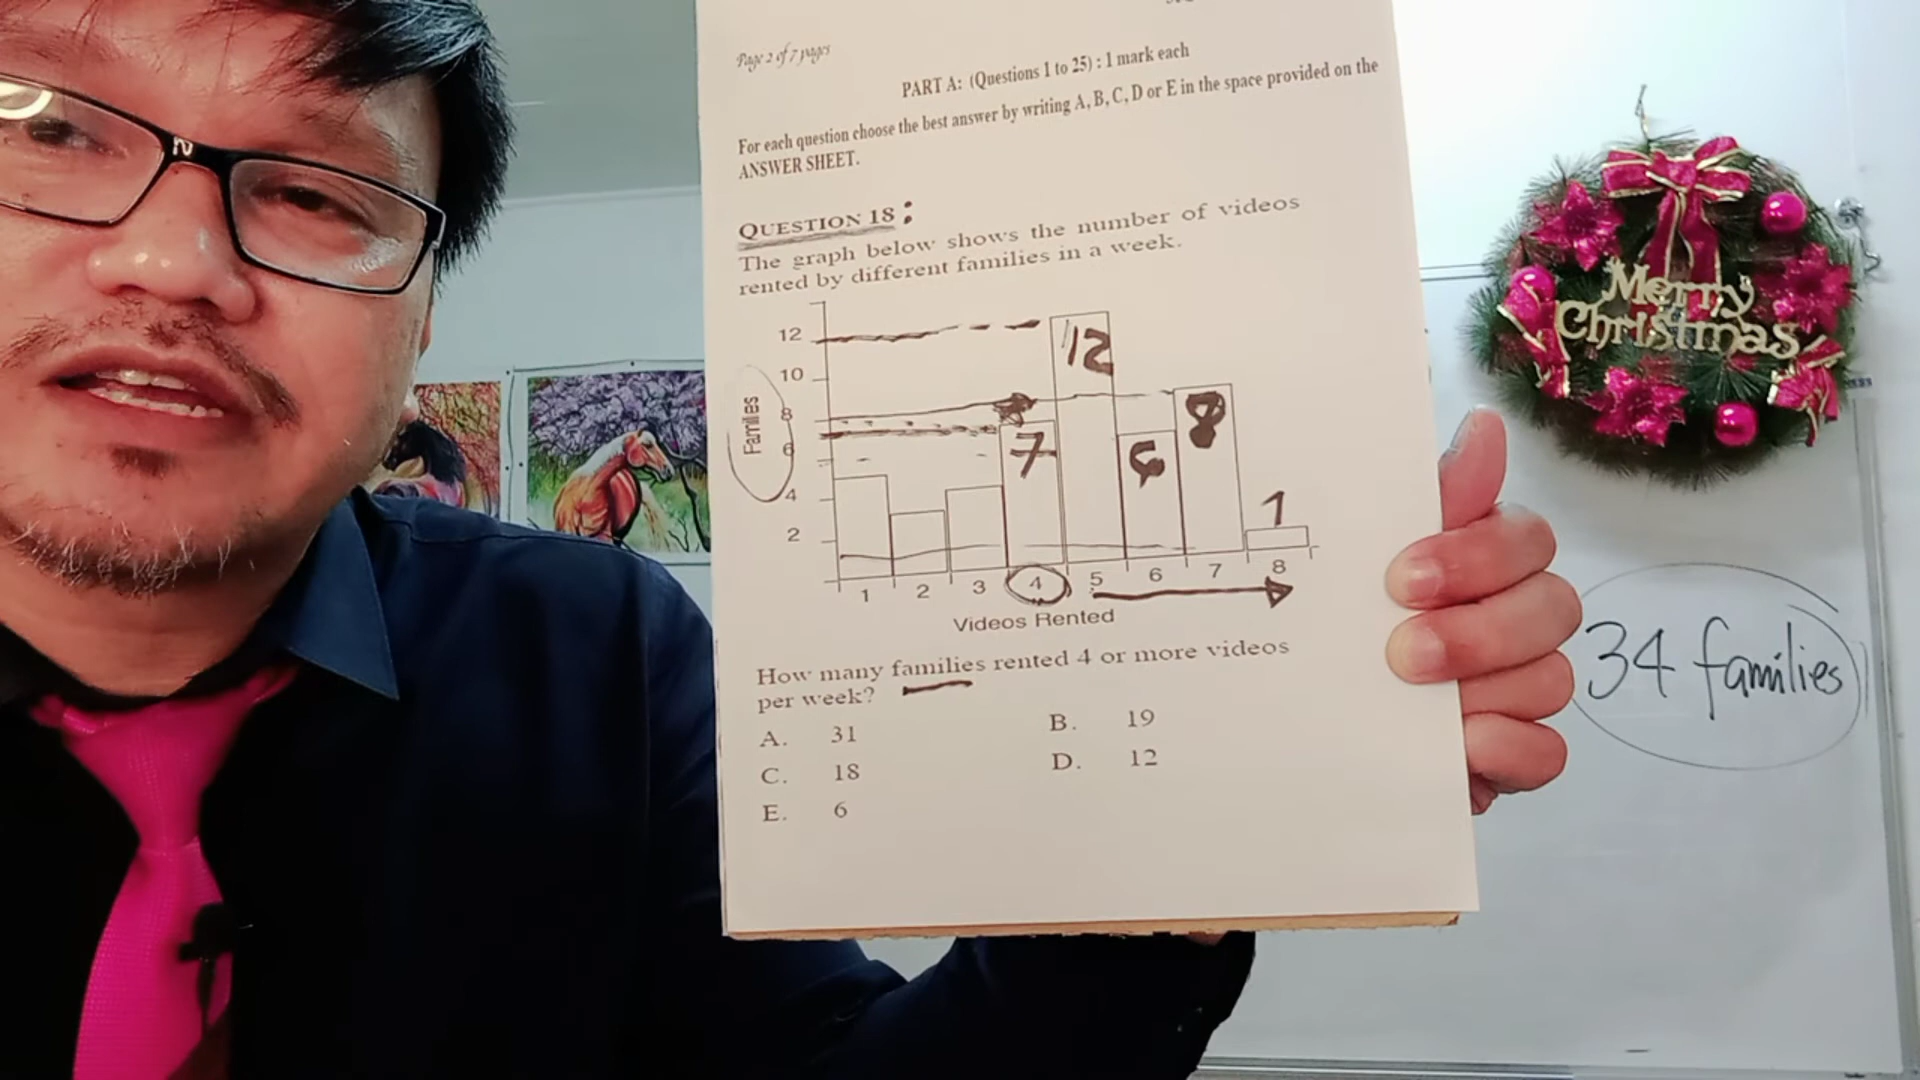 Page 2 of 7 pages
PART A: (Questions 1 to 25) : 1 mark each
For each question choose the best answer by writing A, B, C, D or E in the space provided on the
ANSWER SHEET.
QUESTION 18:
The graph below shows the number of videos
rented by different families in a week.
12
10
8
6
4
2
Families
12
7
6
8
1
1 2 3 4 5 6 7 8
Videos Rented
How many families rented 4 or more videos
per week?
A. 31 B. 19
C. 18 D. 12
E. 6
Merry
Christmas
34 families